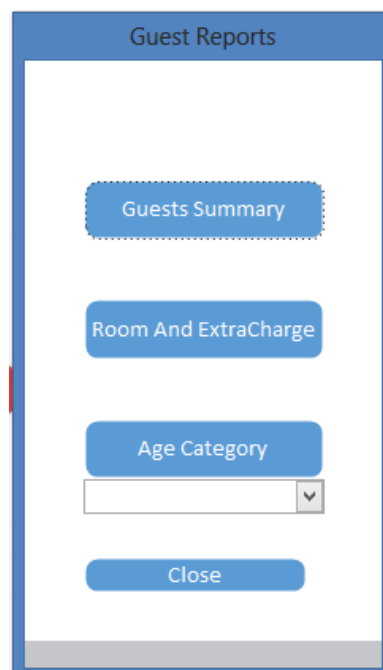 Guest Reports
Guests Summary
Room And ExtraCharge
Age Category
Close